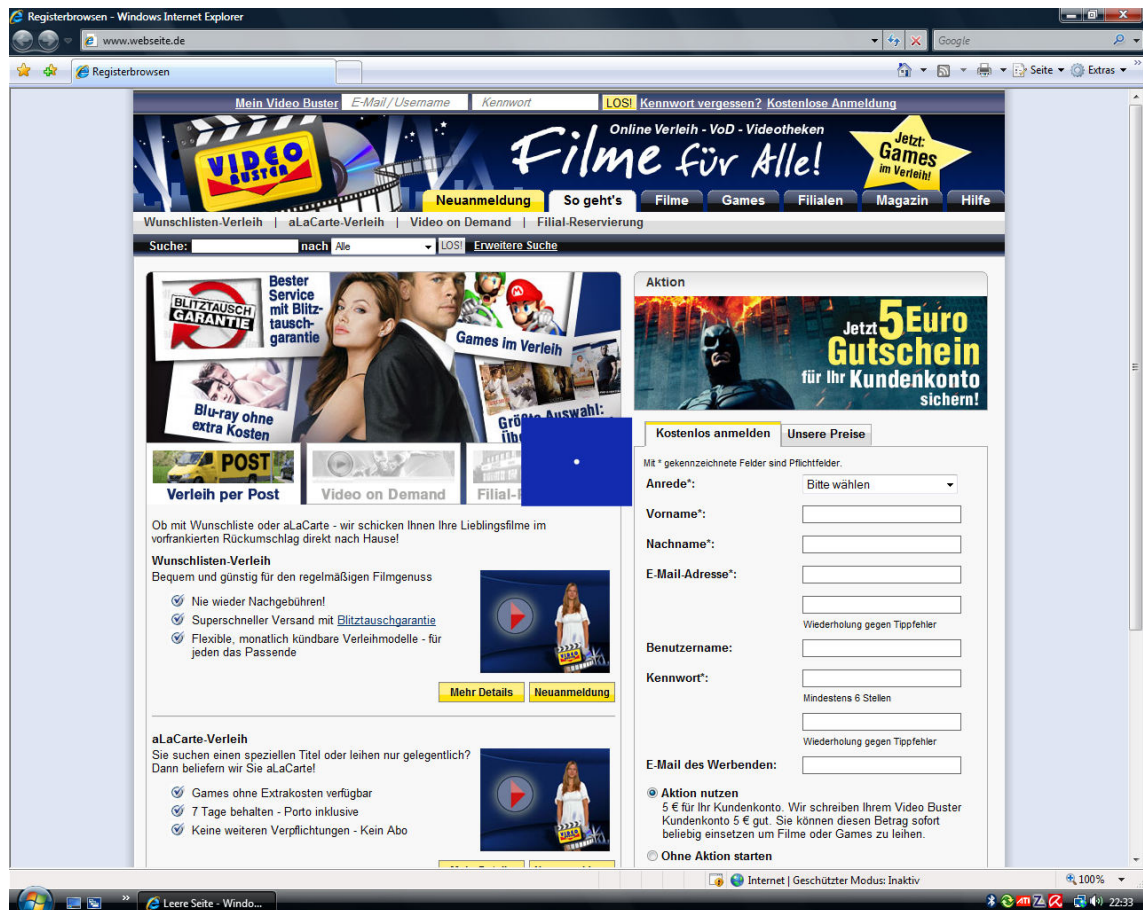 Registerbrowsen - Windows Internet Explorer
www.webseite.de
Google
Registerbrowsen
Seite
Extras
Mein Video Buster E-Mail/Username Kennwort LOS! Kennwort vergessen? Kostenlose Anmeldung
VIDEO BUSTER
Online Verleih - VoD - Videotheken
Filme für Alle!
Jetzt:
Games
im Verleih!
Neuanmeldung So geht's Filme Games Filialen Magazin Hilfe
Wunschlisten-Verleih | aLaCarte-Verleih | Video on Demand | Filial-Reservierung
Suche: nach Alle LOS! Erweitere Suche
BLITZTAUSCH
GARANTIE
Bester
Service
mit Blitz-
tausch-
garantie
Games im Verleih
Blu-ray ohne
extra Kosten
Auswahl:
POST
Verleih per Post
Video on Demand
Ob mit Wunschliste oder aLaCarte - wir schicken Ihnen Ihre Lieblingsfilme im
vorfrankierten Rückumschlag direkt nach Hause!
Wunschlisten-Verleih
Bequem und günstig für den regelmäßigen Filmgenuss
Nie wieder Nachgebühren!
Superschneller Versand mit Blitztauschgarantie
Flexible, monatlich kündbare Verleihmodelle - für
jeden das Passende
Mehr Details Neuanmeldung
aLaCarte-Verleih
Sie suchen einen speziellen Titel oder leihen nur gelegentlich?
Dann beliefern wir Sie aLaCarte!
Games ohne Extrakosten verfügbar
7 Tage behalten - Porto inklusive
Keine weiteren Verpflichtungen - Kein Abo
Aktion
Jetzt 5 Euro
Gutschein
für Ihr Kundenkonto
sichern!
Kostenlos anmelden Unsere Preise
Mit * gekennzeichnete Felder sind Pflichtfelder.
Anrede*: Bitte wählen
Vorname*:
Nachname*:
E-Mail-Adresse*:
Wiederholung gegen Tippfehler
Benutzername:
Kennwort*:
Mindestens 6 Stellen
Wiederholung gegen Tippfehler
E-Mail des Werbenden:
Aktion nutzen
5 € für Ihr Kundenkonto. Wir schreiben Ihrem Video Buster
Kundenkonto 5 € gut. Sie können diesen Betrag sofort
beliebig einsetzen um Filme oder Games zu leihen.
Ohne Aktion starten
Internet | Geschützter Modus: Inaktiv
100%
Leere Seite - Windo...
22:33